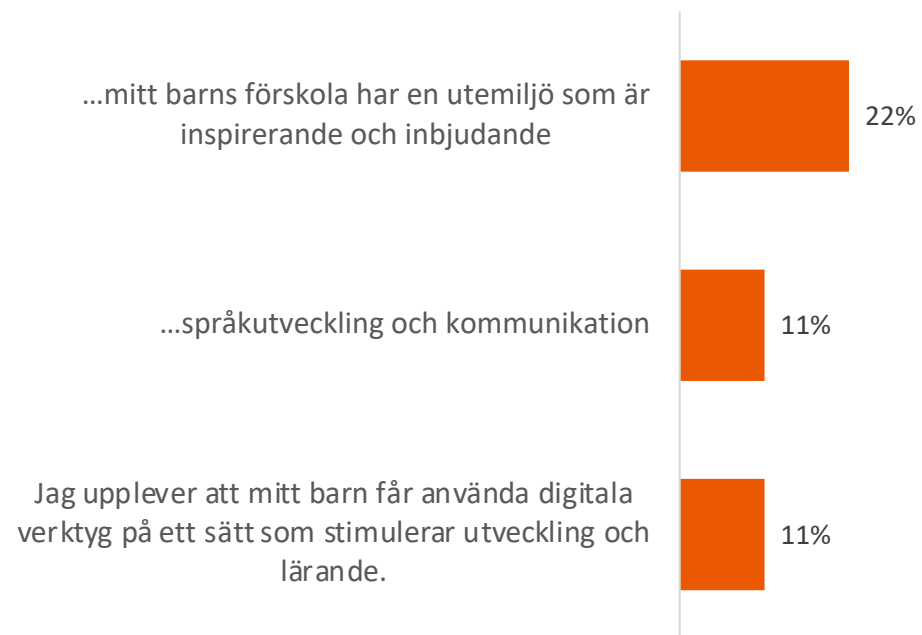 ...mitt barns förskola har en utemiljö som är
inspirerande och inbjudande
22%
...språkutveckling och kommunikation
11%
Jag upplever att mitt barn får använda digitala
verktyg på ett sätt som stimulerar utveckling och
lärande.
11%